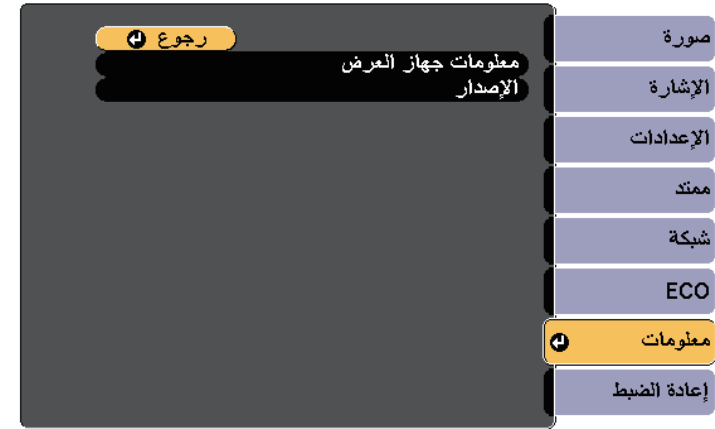 صورة
الإشارة
الإعدادات
ممتد
شبكة
ECO
معلومات
إعادة الضبط
رجوع
معلومات جهاز العرض
الإصدار